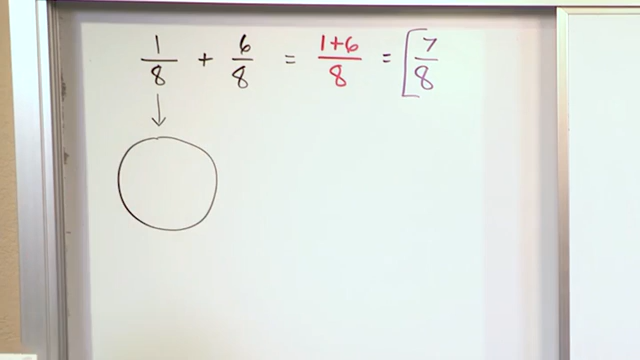 1/8 + 6/8 = 1+6/8 = [7/8